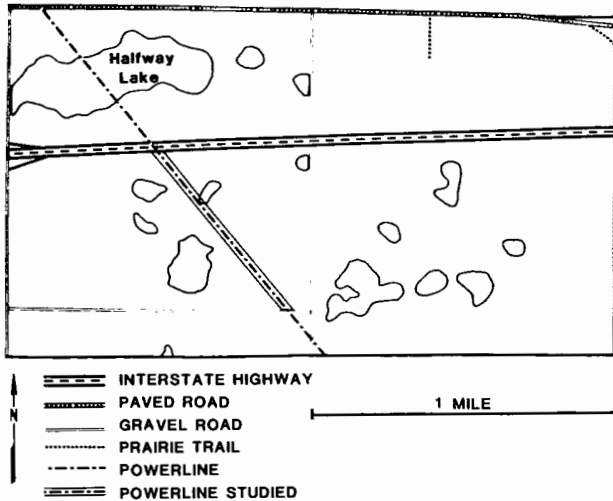 Halfway
Lake
N
INTERSTATE HIGHWAY
PAVED ROAD
GRAVEL ROAD
PRAIRIE TRAIL
POWERLINE
POWERLINE STUDIED
1 MILE